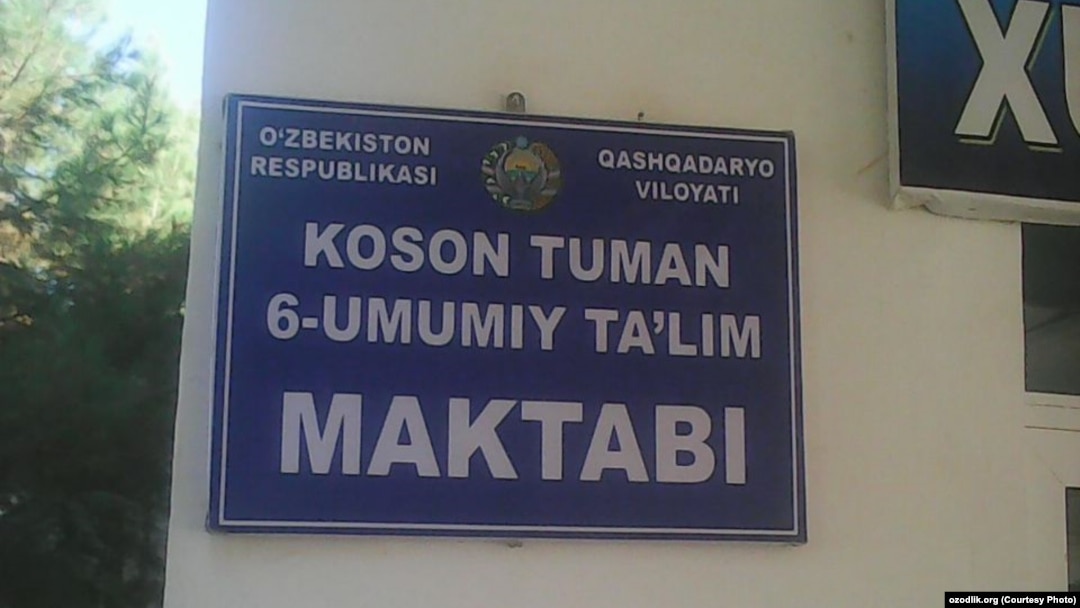 O‘ZBEKISTON
RESPUBLIKASI
QASHQADARYO
VILOYATI
KOSON TUMAN
6-UMUMIY TA’LIM
MAKTABI
ozodlik.org (Courtesy Photo)